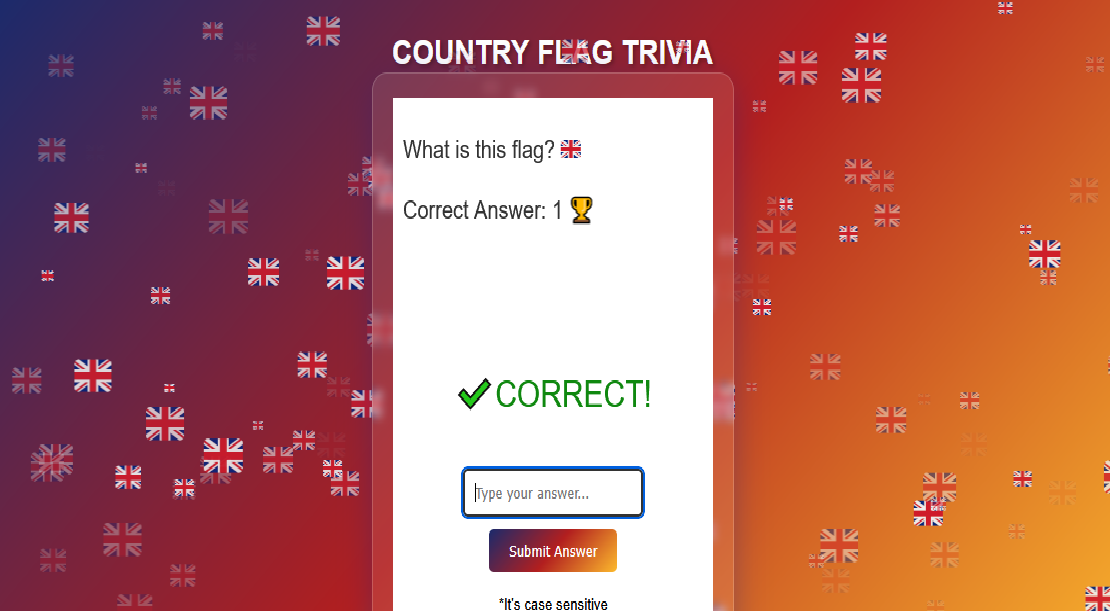 COUNTRY FLAG TRIVIA
What is this flag? 🇬🇧
Correct Answer: 1 🏆
✔CORRECT!
Type your answer...
Submit Answer
*It's case sensitive